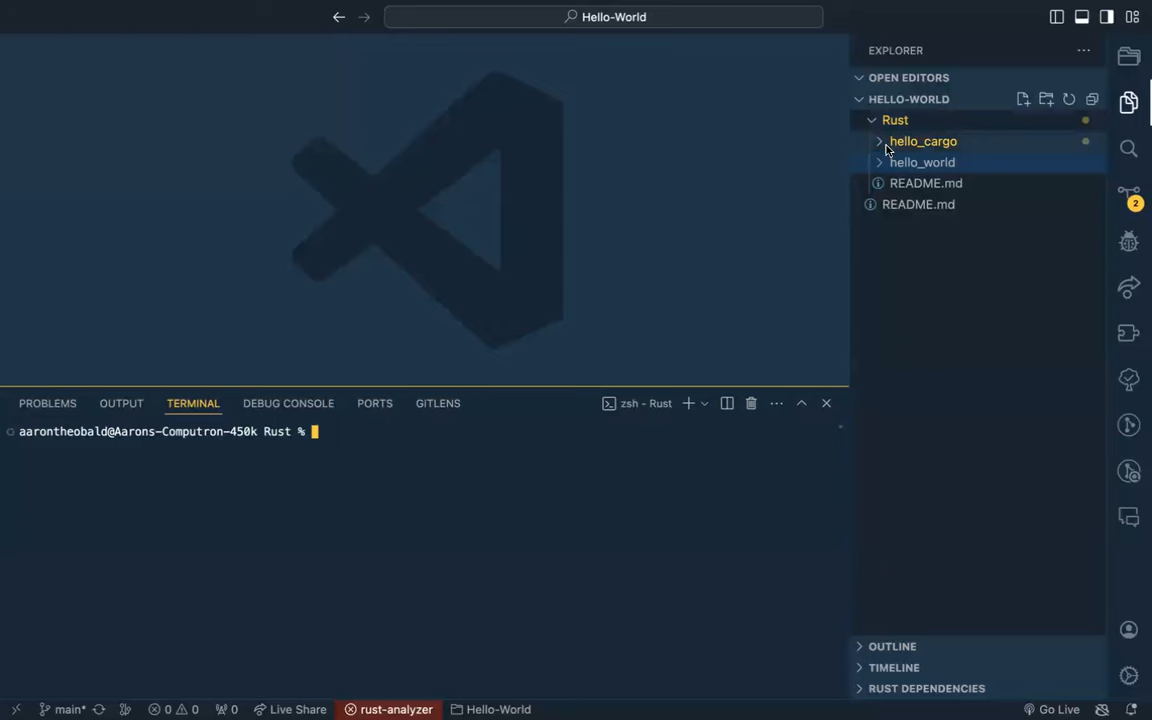 Hello-World
EXPLORER
OPEN EDITORS
HELLO-WORLD
Rust
hello_cargo
hello_world
README.md
README.md
2
PROBLEMS OUTPUT TERMINAL DEBUG CONSOLE PORTS GITLENS zsh - Rust
aarontheobald@Aarons-Computron-450k Rust %
OUTLINE
TIMELINE
RUST DEPENDENCIES
main* 0 0 0 Live Share rust-analyzer Hello-World Go Live